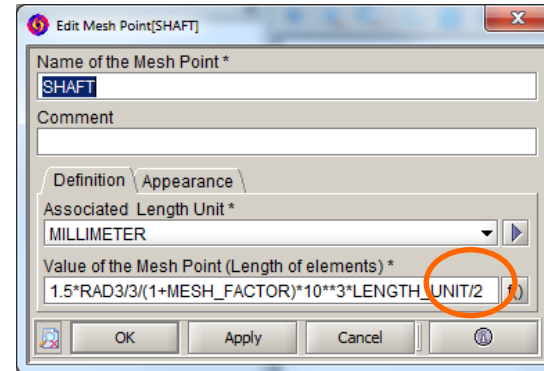 Edit Mesh Point[SHAFT]
Name of the Mesh Point *
SHAFT
Comment
Definition Appearance
Associated Length Unit *
MILLIMETER
Value of the Mesh Point (Length of elements) *
1.5*RAD3/3/(1+MESH_FACTOR)*10**3*LENGTH_UNIT/2 f()
OK Apply Cancel